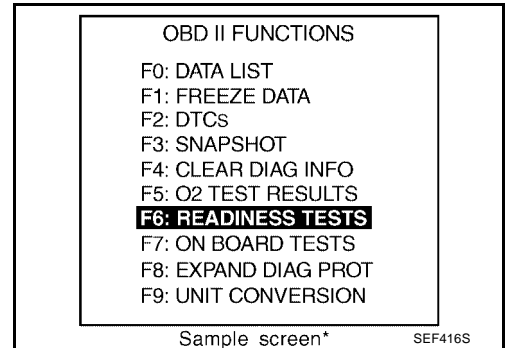 OBD II FUNCTIONS
F0: DATA LIST
F1: FREEZE DATA
F2: DTCs
F3: SNAPSHOT
F4: CLEAR DIAG INFO
F5: O2 TEST RESULTS
F6: READINESS TESTS
F7: ON BOARD TESTS
F8: EXPAND DIAG PROT
F9: UNIT CONVERSION
Sample screen* SEF416S